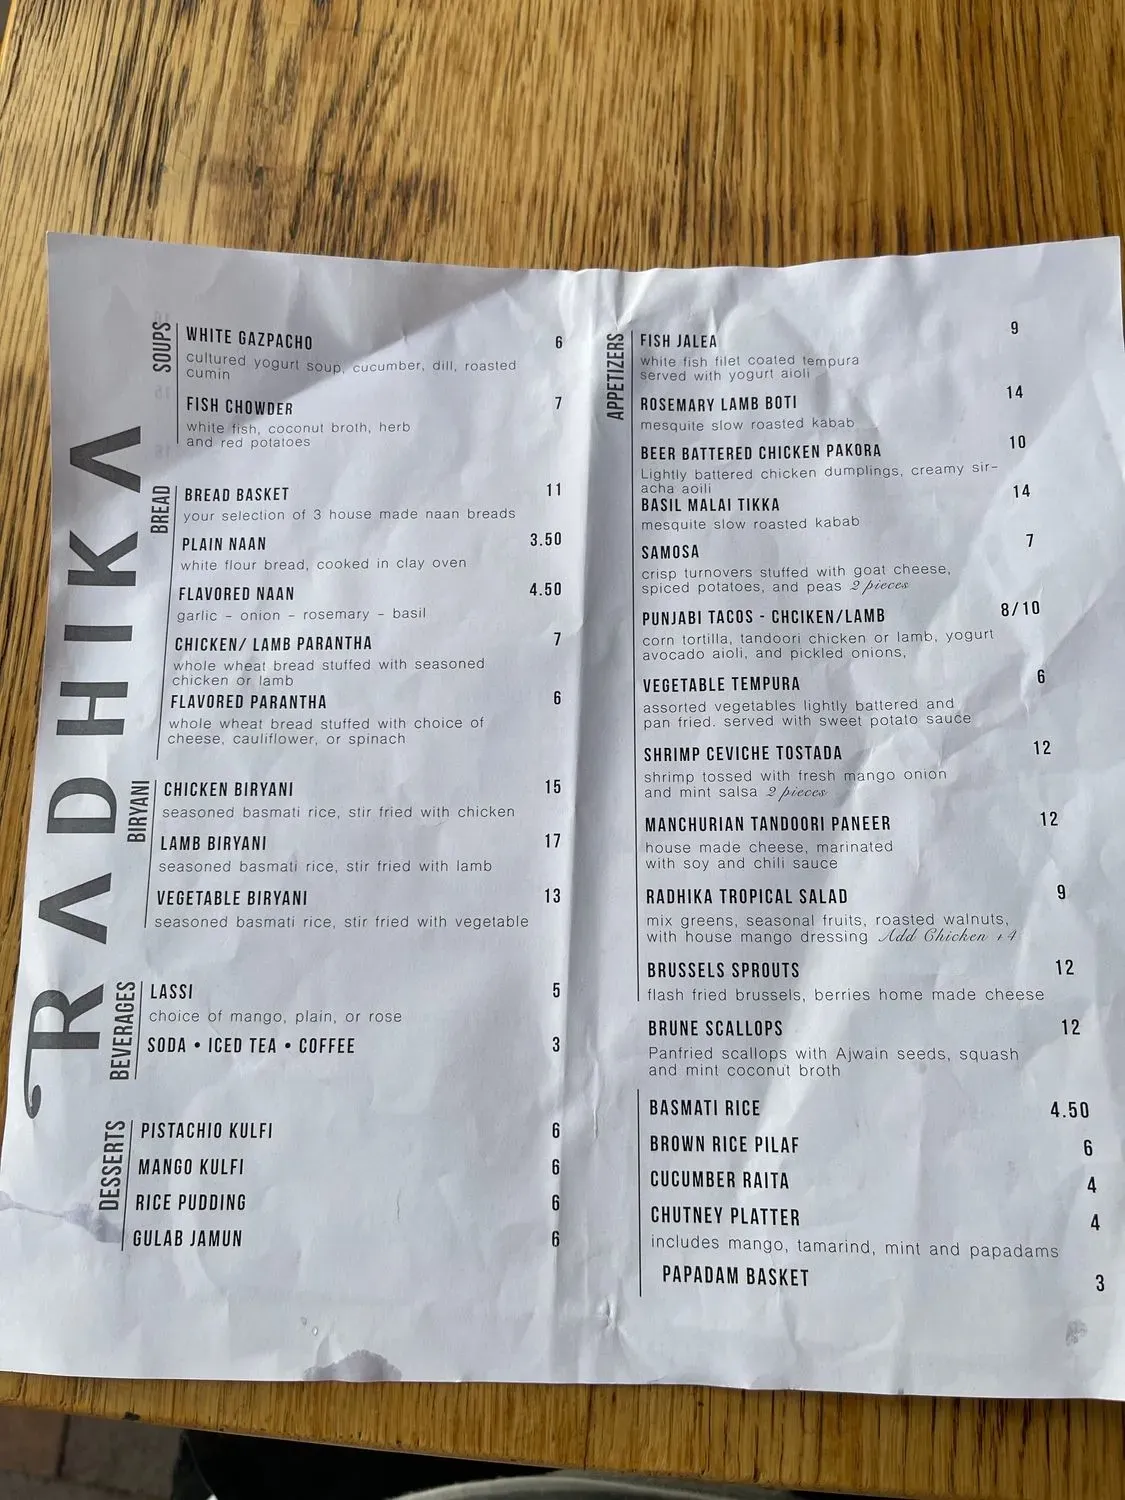 RADHIKA
SOUPS
WHITE GAZPACHO 6
cultured yogurt soup, cucumber, dill, roasted
cumin
FISH CHOWDER 7
white fish, coconut broth, herb
and red potatoes
BREAD
BREAD BASKET 11
your selection of 3 house made naan breads
PLAIN NAAN 3.50
white flour bread, cooked in clay oven
FLAVORED NAAN 4.50
garlic - onion - rosemary - basil
CHICKEN/ LAMB PARANTHA 7
whole wheat bread stuffed with seasoned
chicken or lamb
FLAVORED PARANTHA 6
whole wheat bread stuffed with choice of
cheese, cauliflower, or spinach
BIRYANI
CHICKEN BIRYANI 15
seasoned basmati rice, stir fried with chicken
LAMB BIRYANI 17
seasoned basmati rice, stir fried with lamb
VEGETABLE BIRYANI 13
seasoned basmati rice, stir fried with vegetable
BEVERAGES
LASSI 5
choice of mango, plain, or rose
SODA • ICED TEA • COFFEE 3
DESSERTS
PISTACHIO KULFI 6
MANGO KULFI 6
RICE PUDDING 6
GULAB JAMUN 6
APPETIZERS
FISH JALEA 9
white fish filet coated tempura
served with yogurt aioli
ROSEMARY LAMB BOTI 14
mesquite slow roasted kabab
BEER BATTERED CHICKEN PAKORA 10
Lightly battered chicken dumplings, creamy sir-
acha aoili
BASIL MALAI TIKKA 14
mesquite slow roasted kabab
SAMOSA 7
crisp turnovers stuffed with goat cheese,
spiced potatoes, and peas 2 pieces
PUNJABI TACOS - CHCIKEN/LAMB 8/10
corn tortilla, tandoori chicken or lamb, yogurt
avocado aioli, and pickled onions,
VEGETABLE TEMPURA 6
assorted vegetables lightly battered and
pan fried. served with sweet potato sauce
SHRIMP CEVICHE TOSTADA 12
shrimp tossed with fresh mango onion
and mint salsa 2 pieces
MANCHURIAN TANDOORI PANEER 12
house made cheese, marinated
with soy and chili sauce
RADHIKA TROPICAL SALAD 9
mix greens, seasonal fruits, roasted walnuts,
with house mango dressing Add Chicken +4
BRUSSELS SPROUTS 12
flash fried brussels, berries home made cheese
BRUNE SCALLOPS 12
Panfried scallops with Ajwain seeds, squash
and mint coconut broth
BASMATI RICE 4.50
BROWN RICE PILAF 6
CUCUMBER RAITA 4
CHUTNEY PLATTER 4
includes mango, tamarind, mint and papadams
PAPADAM BASKET 3